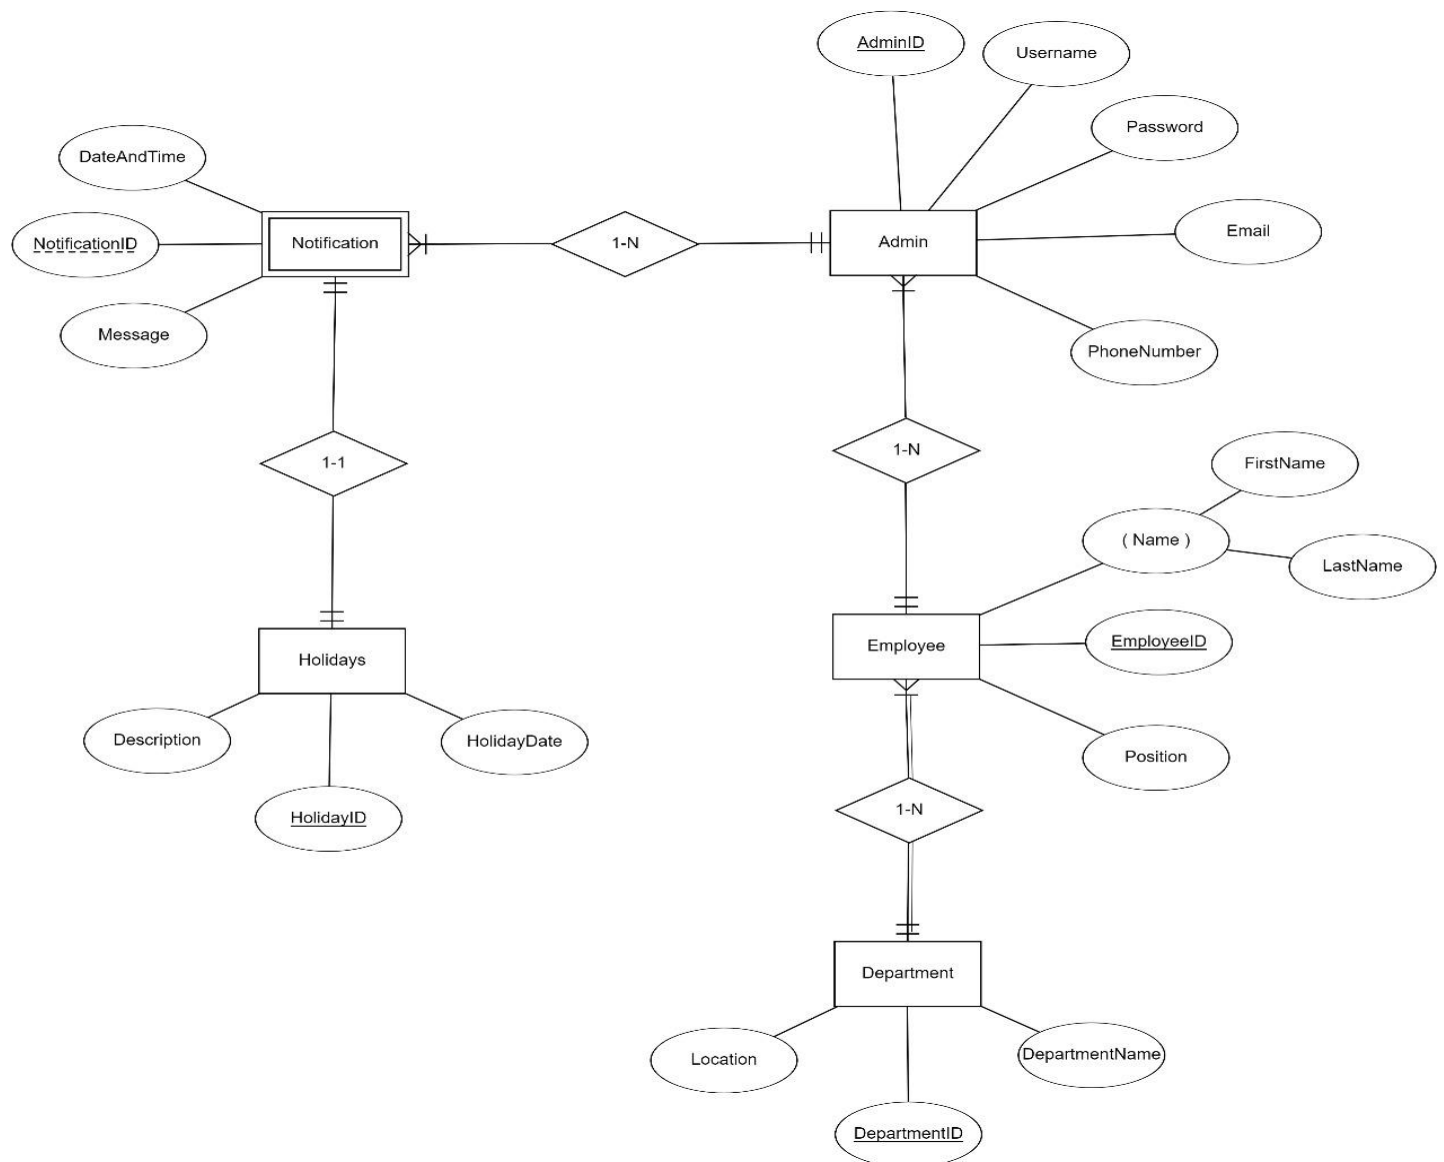 AdminID
Username
Password
DateAndTime
NotificationID
Notification
1-N
Admin
Email
Message
PhoneNumber
1-1
1-N
FirstName
( Name )
LastName
Holidays
Employee
EmployeeID
Description
HolidayDate
Position
HolidayID
1-N
Department
Location
DepartmentName
DepartmentID